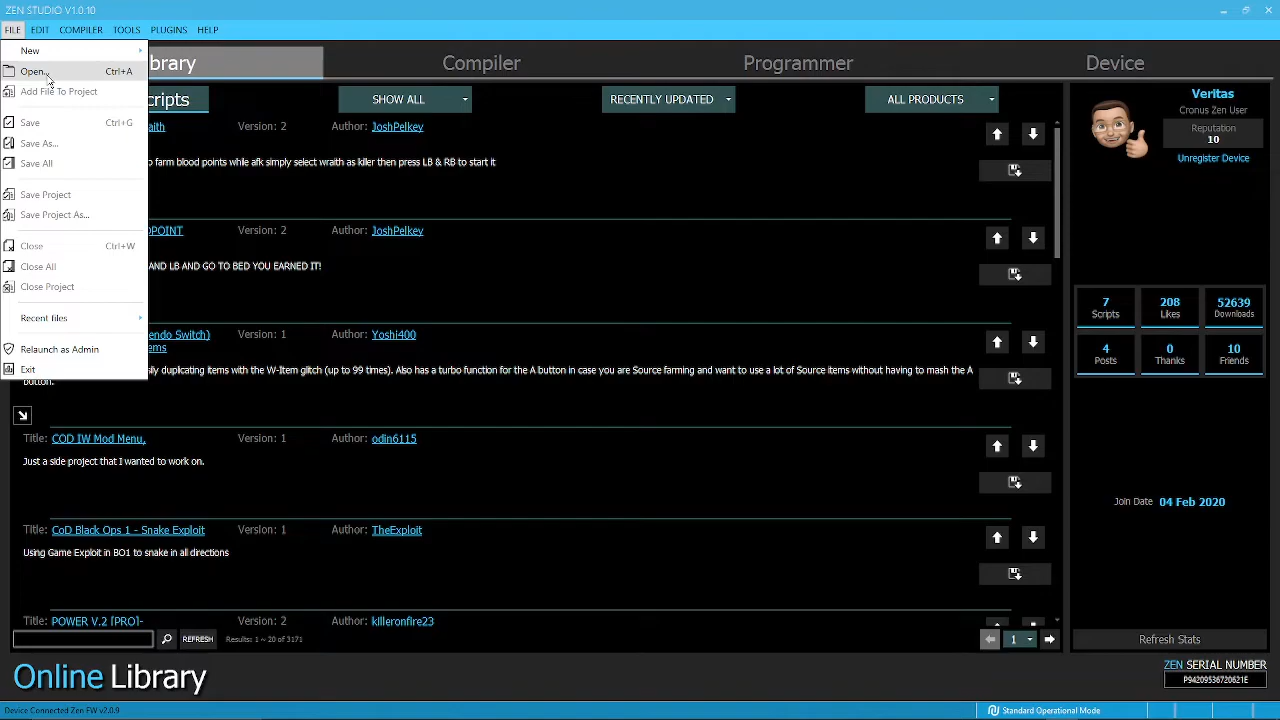 ZEN STUDIO V1.0.10
FILE EDIT COMPILER TOOLS PLUGINS HELP
New
Open... Ctrl+A
Add File To Project
Save Ctrl+G
Save As...
Save All
Save Project
Save Project As...
Close Ctrl+W
Close All
Close Project
Recent files
Relaunch as Admin
Exit
brary Compiler Programmer Device
cripts SHOW ALL RECENTLY UPDATED ALL PRODUCTS
aith Version: 2 Author: JoshPelkey
o farm blood points while afk simply select wraith as killer then press LB & RB to start it
DPOINT Version: 2 Author: JoshPelkey
AND LB AND GO TO BED YOU EARNED IT!
endo Switch) Version: 1 Author: Yoshi400
ems
sily duplicating items with the W-Item glitch (up to 99 times). Also has a turbo function for the A button in case you are Source farming and want to use a lot of Source items without having to mash the A
button.
Title: COD IW Mod Menu, Version: 1 Author: odin6115
Just a side project that I wanted to work on.
Title: CoD Black Ops 1 - Snake Exploit Version: 1 Author: TheExploit
Using Game Exploit in BO1 to snake in all directions
Title: POWER V.2 [PRO]- Version: 2 Author: killeronfire23
REFRESH Results: 1 ~ 20 of 3171 1
Online Library
Veritas
Cronus Zen User
Reputation
10
Unregister Device
7 208 52639
Scripts Likes Downloads
4 0 10
Posts Thanks Friends
Join Date 04 Feb 2020
Refresh Stats
ZEN SERIAL NUMBER
P94209536720621E
Device Connected Zen FW v2.0.9 Standard Operational Mode